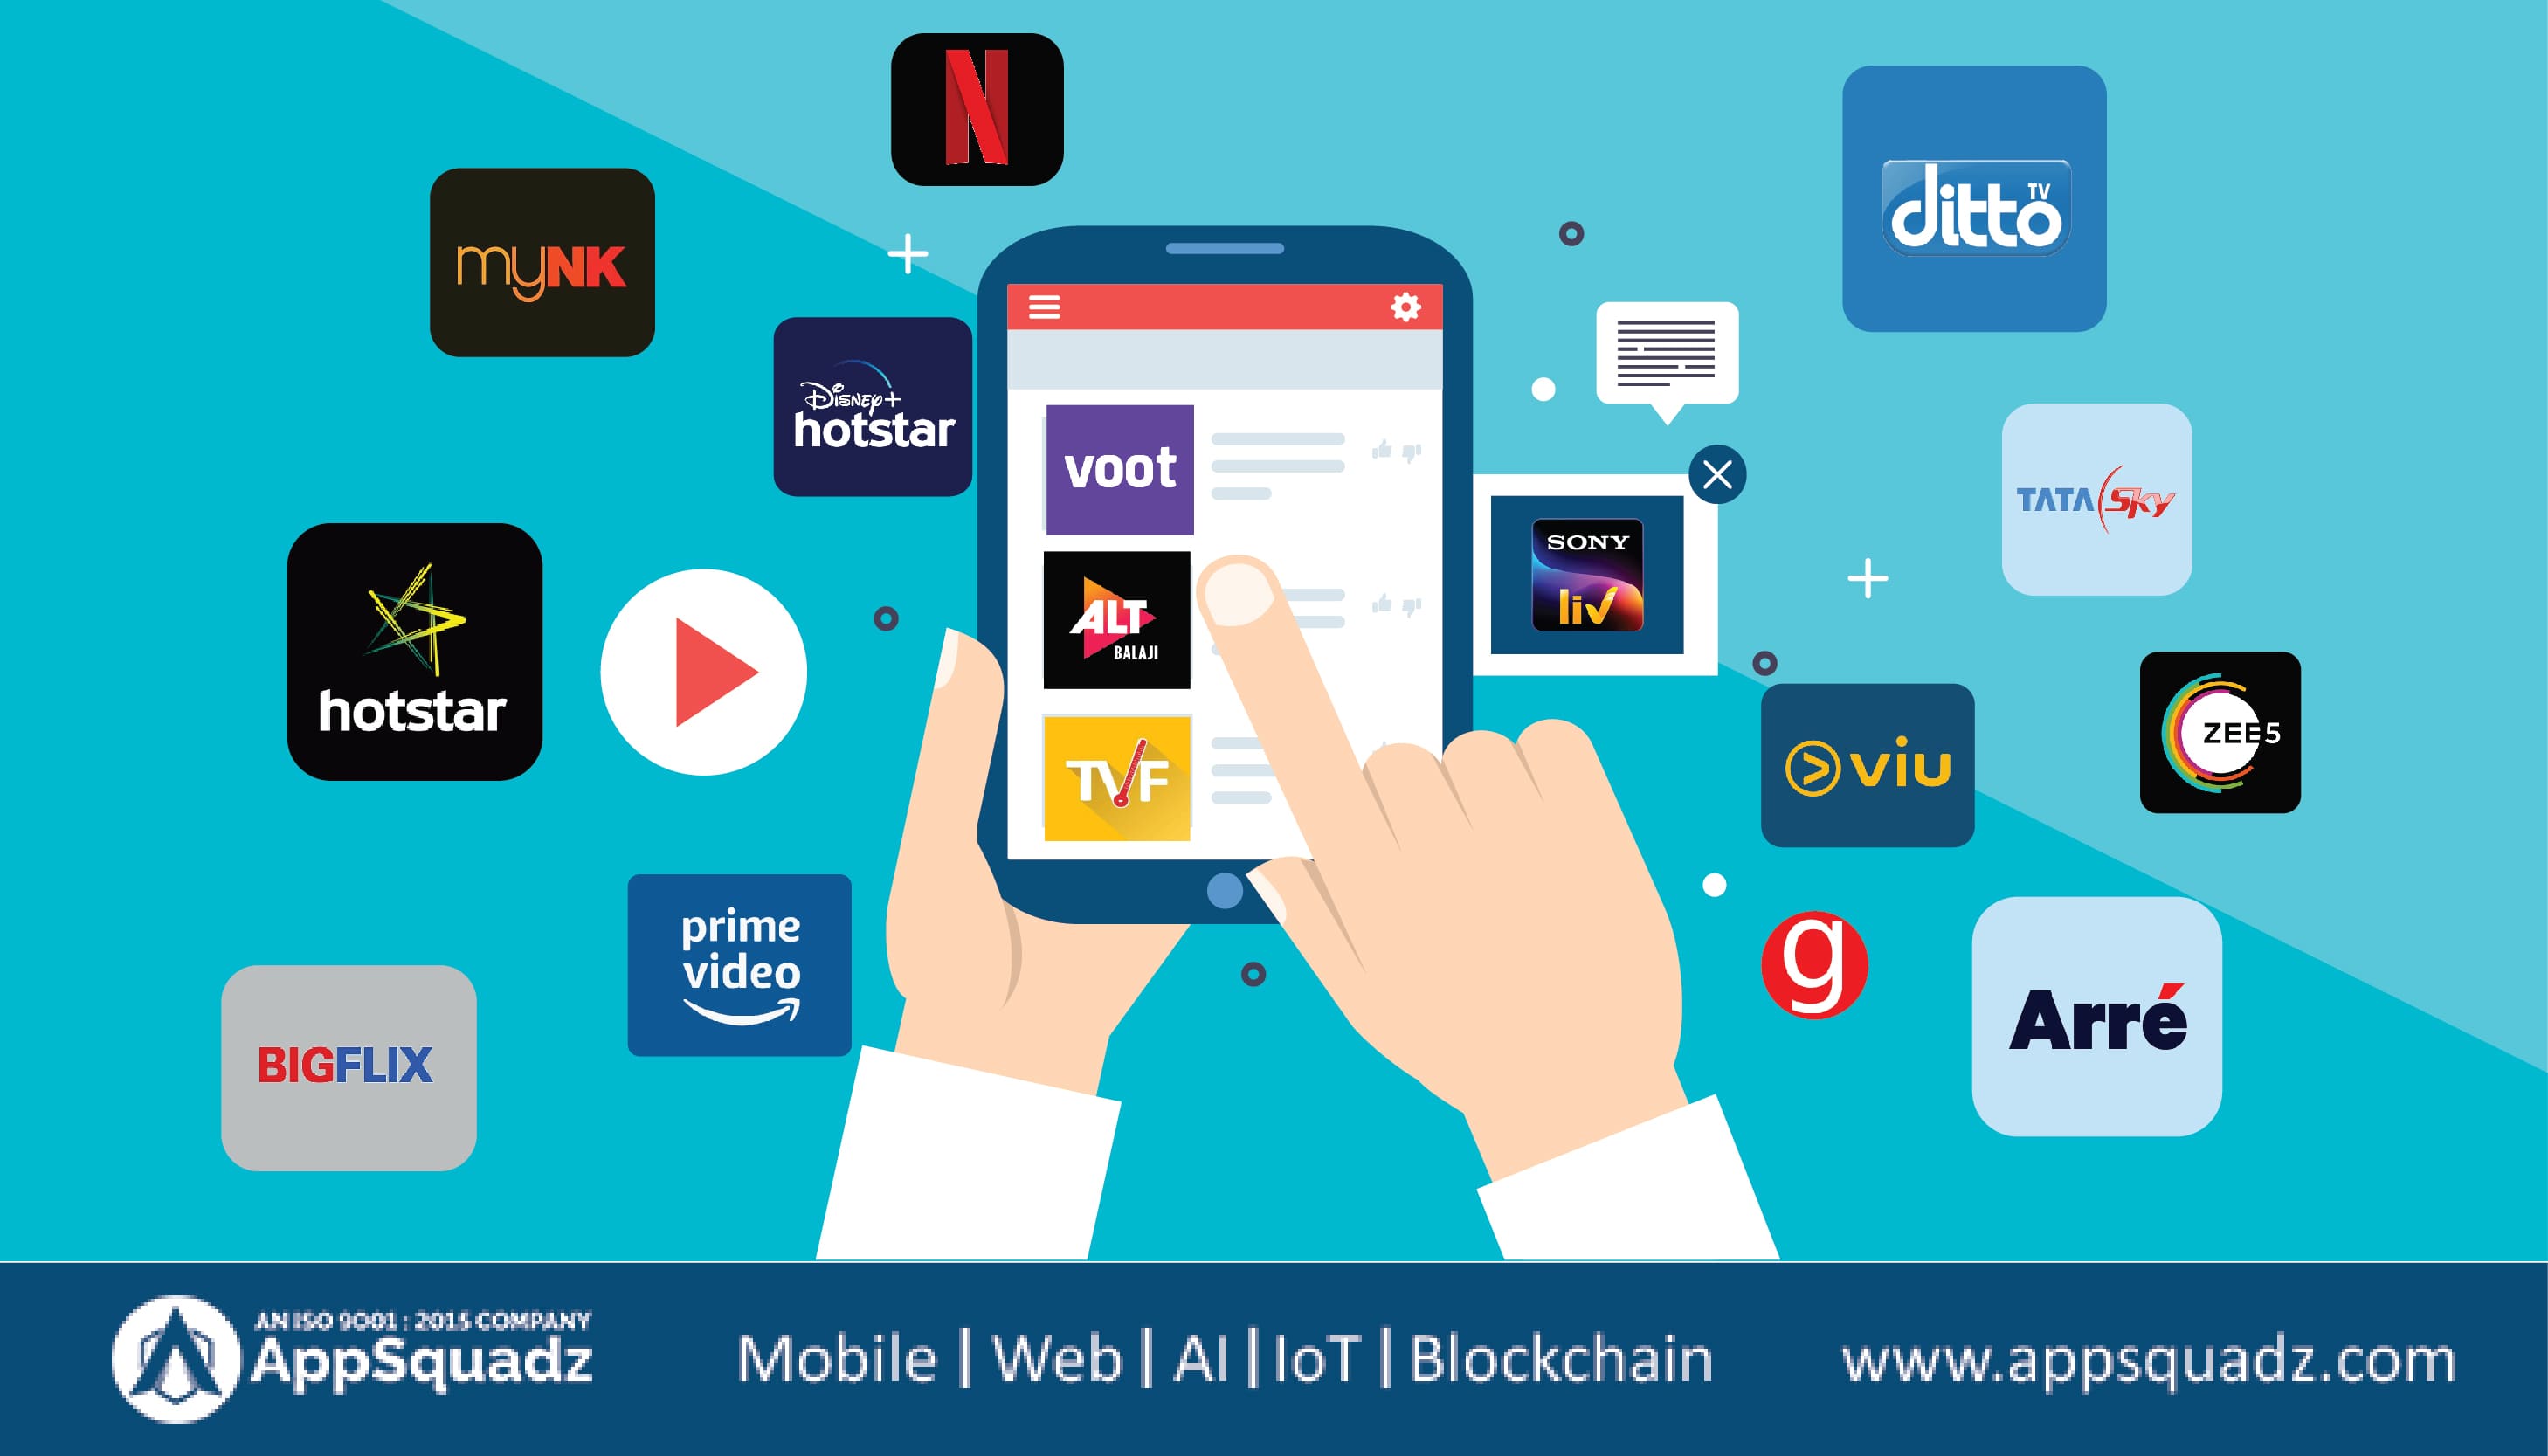 N
myNK
ditto TV
Disney+
hotstar
voot
TATA Sky
SONY
liv
hotstar
ALT
BALAJI
ZEE5
viu
TVF
prime
video
g
Arré
BIGFLIX
AN ISO 9001 : 2015 COMPANY
AppSquadz
Mobile | Web | AI | IoT | Blockchain
www.appsquadz.com